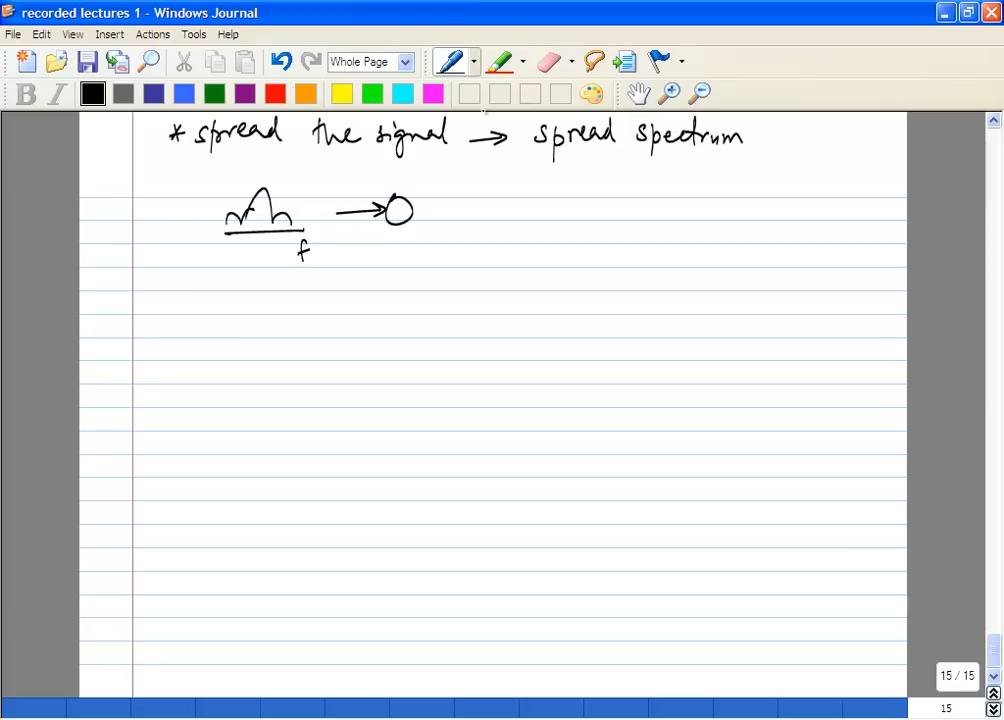 recorded lectures 1 - Windows Journal
File Edit View Insert Actions Tools Help
Whole Page
B I
* spread the signal → spread spectrum
f
15 / 15
15